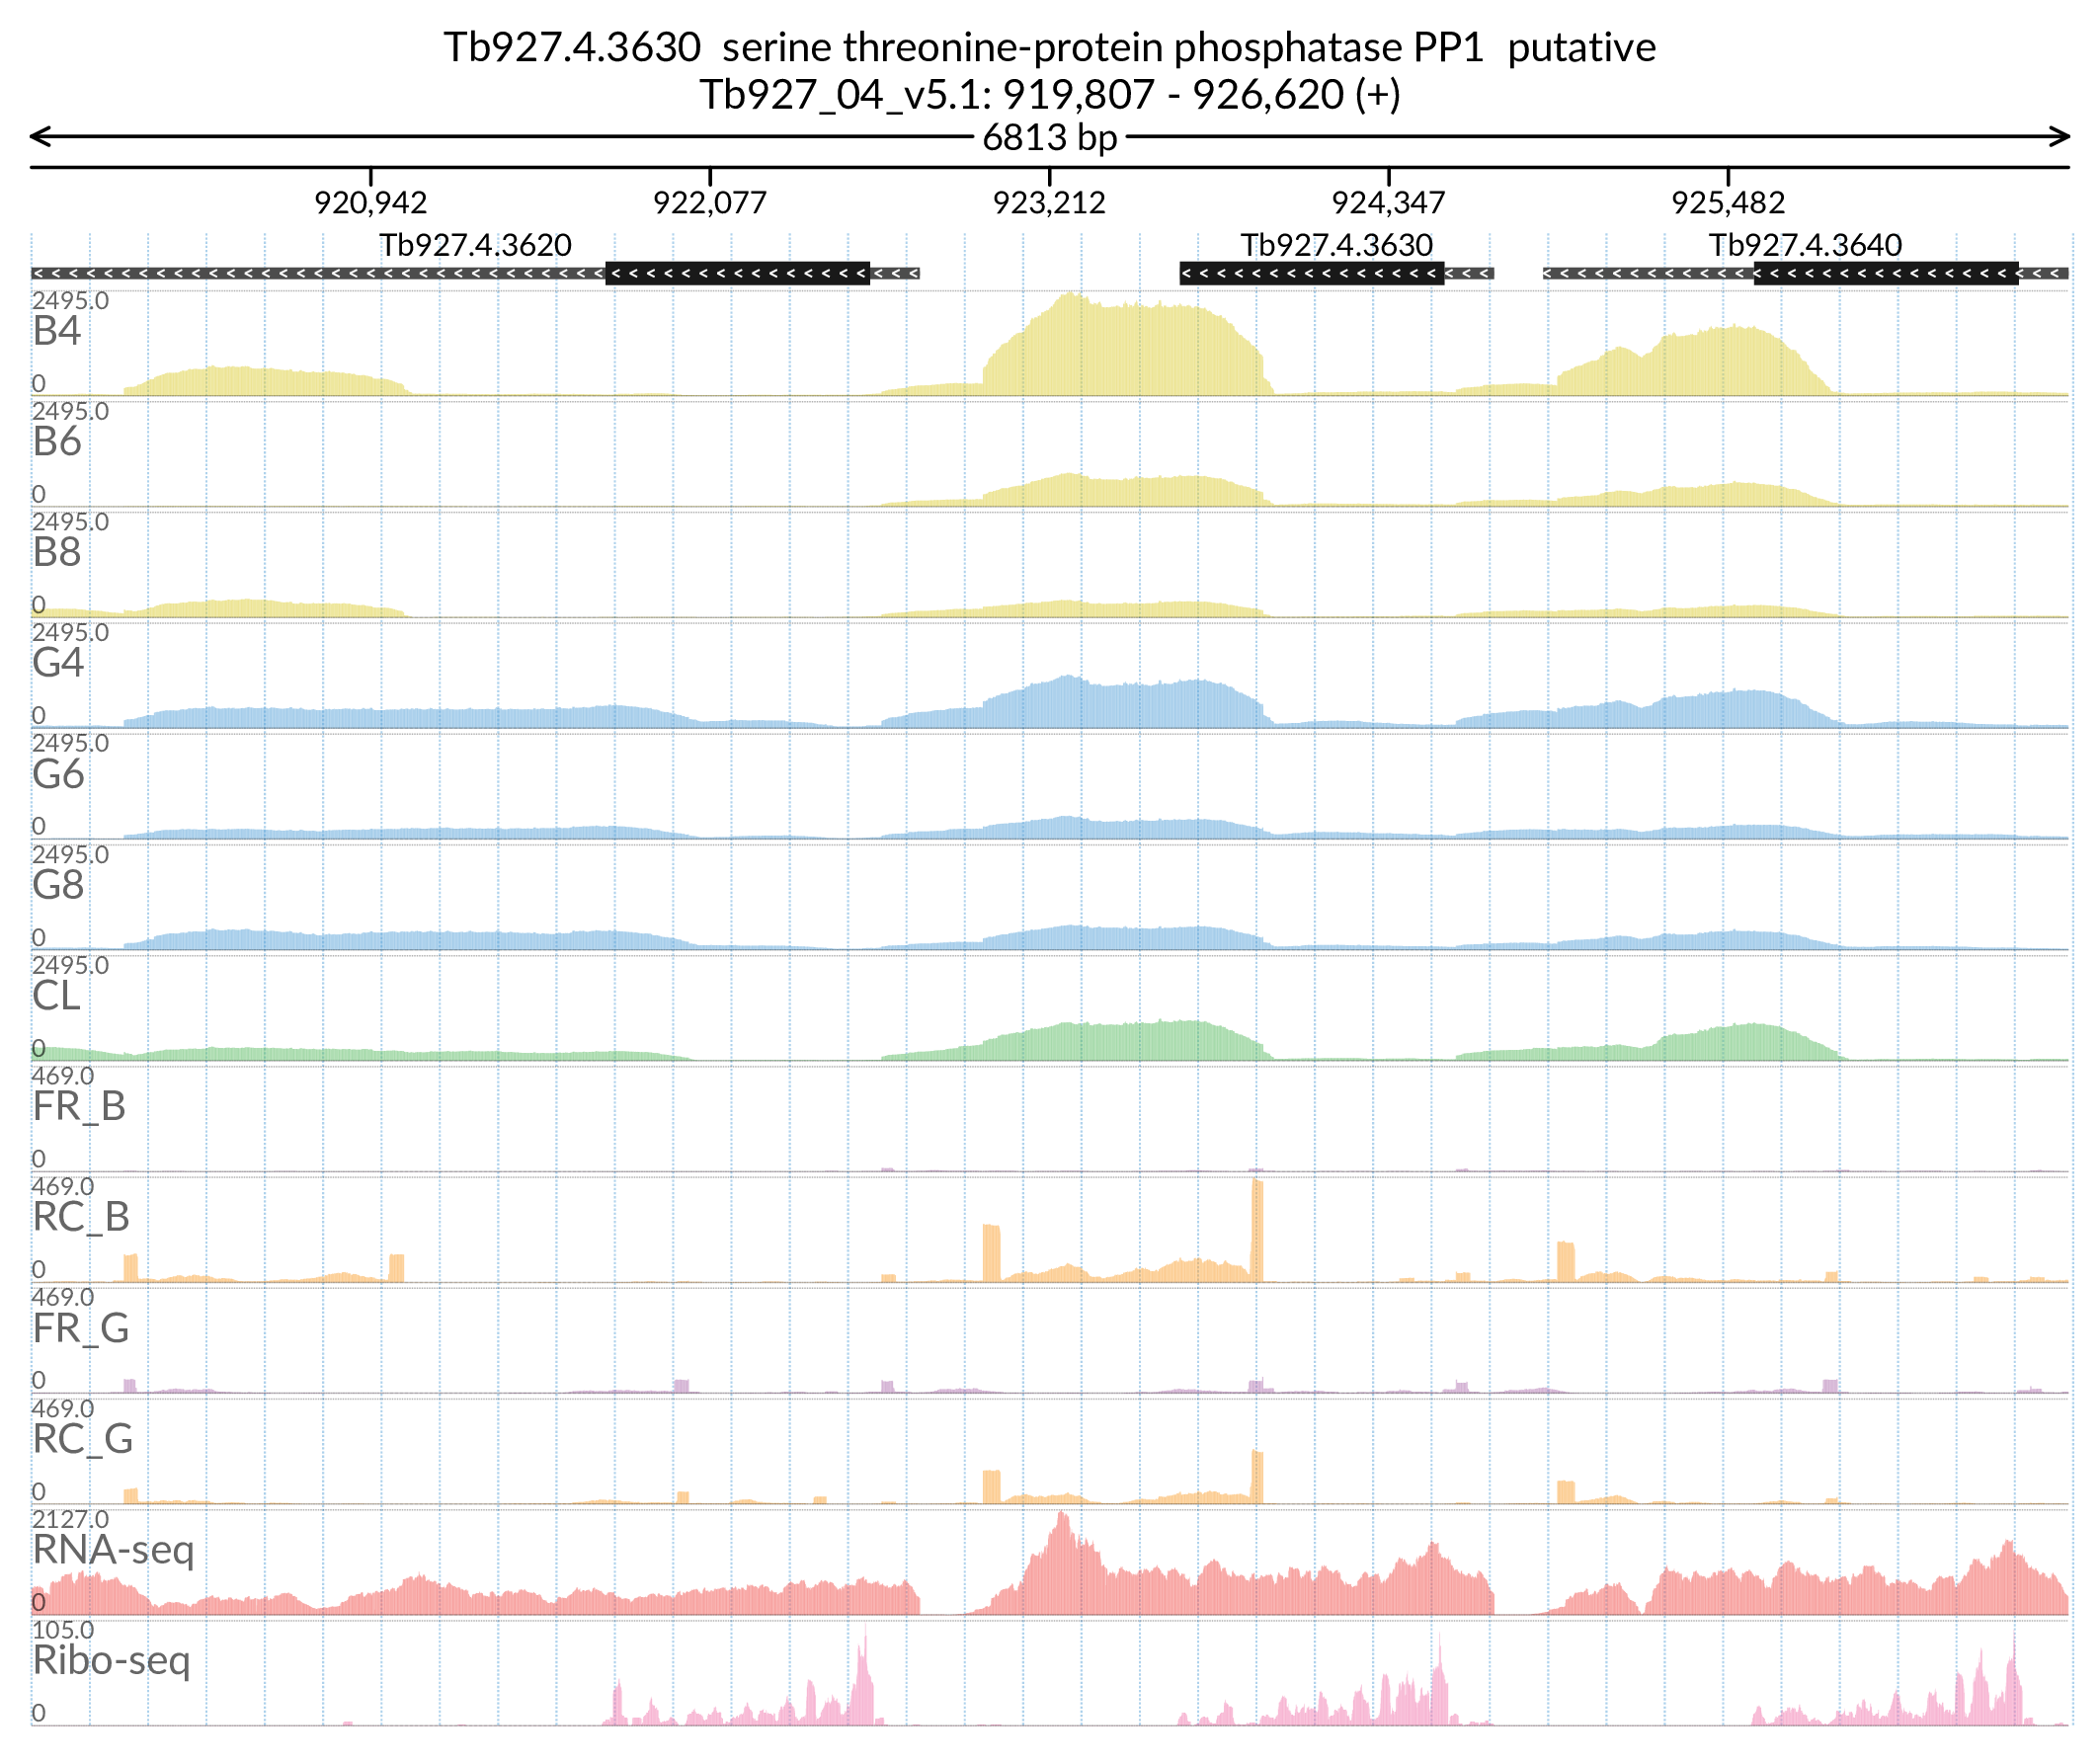 Tb927.4.3630  serine threonine-protein phosphatase PP1  putative
Tb927_04_v5.1: 919,807 - 926,620 (+)
6813 bp
920,942 922,077 923,212 924,347 925,482
Tb927.4.3620 Tb927.4.3630 Tb927.4.3640
2495.0
B4
0
2495.0
B6
0
2495.0
B8
0
2495.0
G4
0
2495.0
G6
0
2495.0
G8
0
2495.0
CL
0
469.0
FR_B
0
469.0
RC_B
0
469.0
FR_G
0
469.0
RC_G
0
2127.0
RNA-seq
0
105.0
Ribo-seq
0